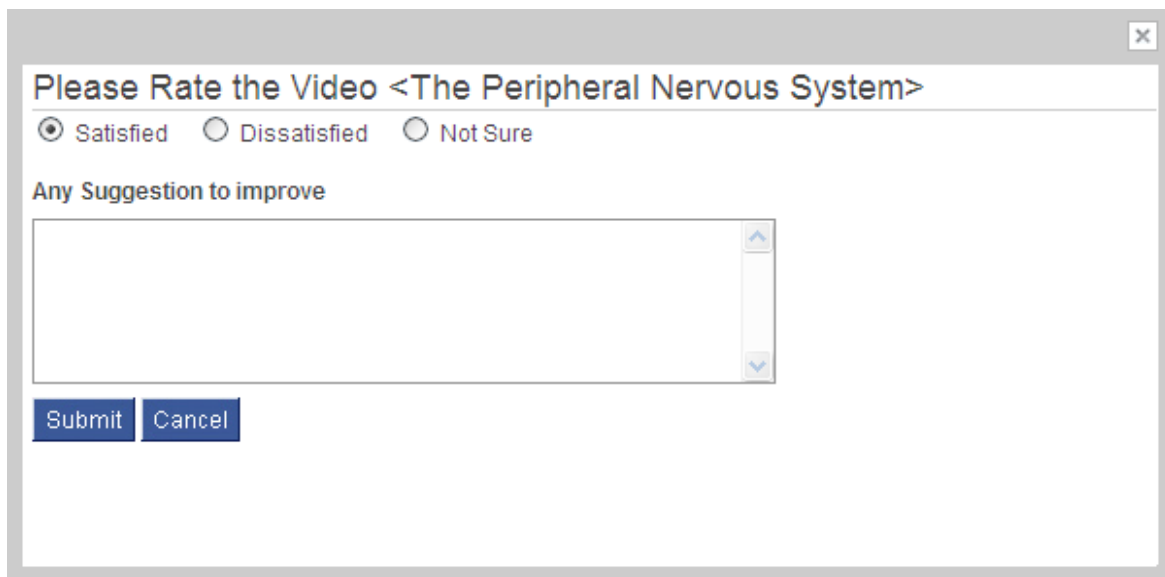 Please Rate the Video <The Peripheral Nervous System>
Satisfied Dissatisfied Not Sure
Any Suggestion to improve
Submit Cancel